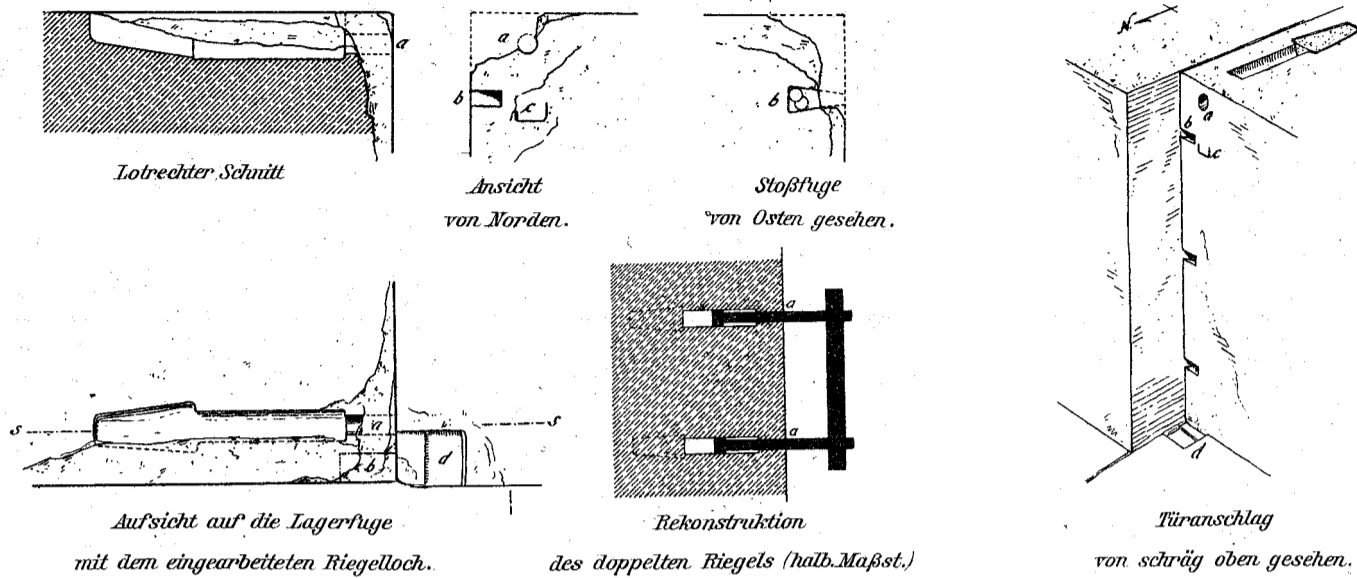 a
Lotrechter Schnitt
a
b
c
Ansicht
von Norden.
b
Stoßfuge
von Osten gesehen.
N
a
b
c
d
Türanschlag
von schräg oben gesehen.
s
s
a
b
d
Aufsicht auf die Lagerfuge
mit dem eingearbeiteten Riegelloch.
a
a
Rekonstruktion
des doppelten Riegels (halb. Maßst.)